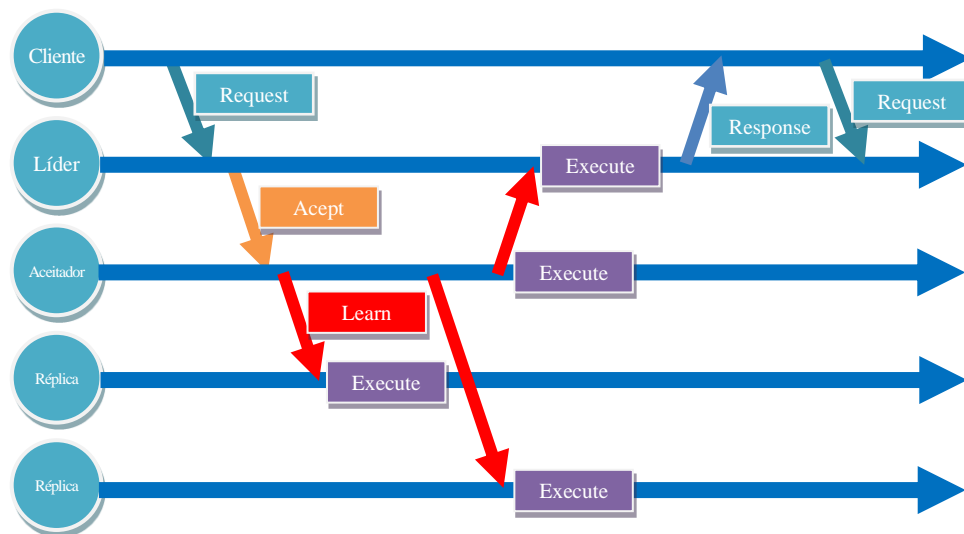 Cliente
Request
Request
Response
Líder
Execute
Acept
Aceitador
Execute
Learn
Réplica
Execute
Réplica
Execute